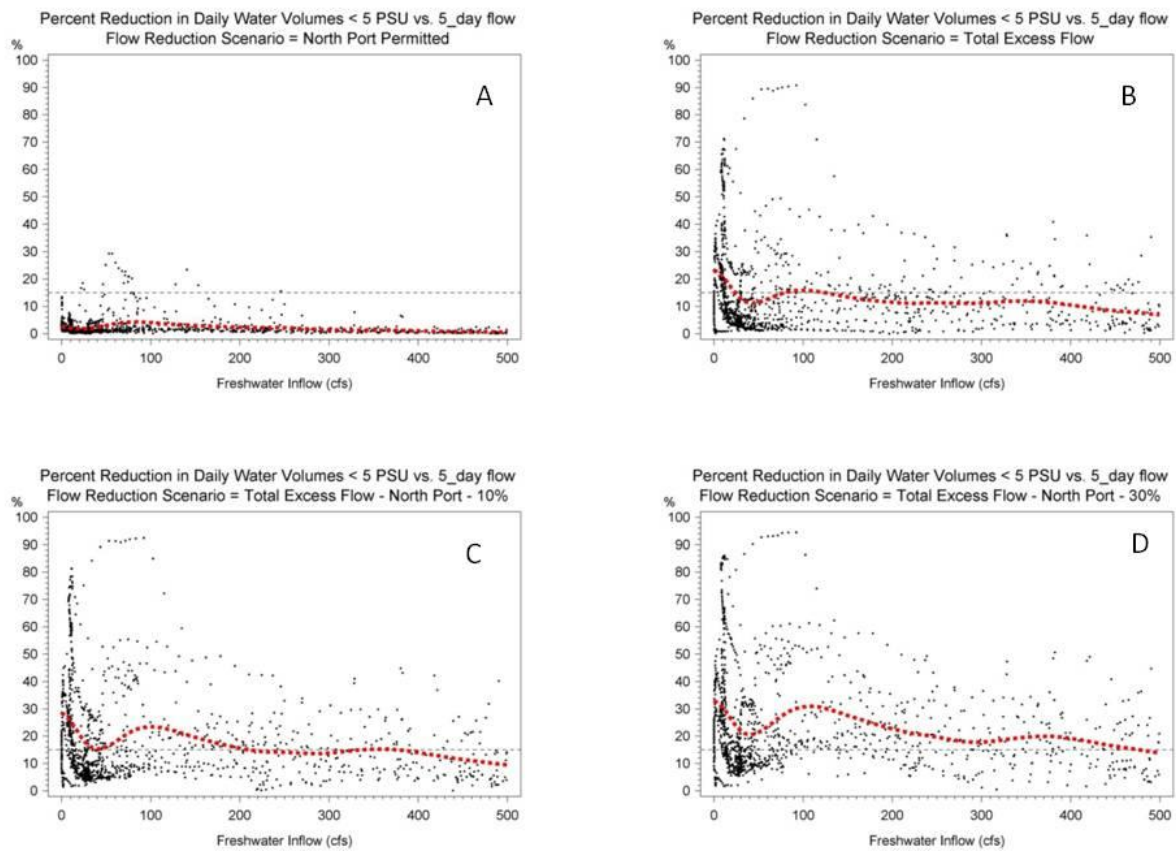 Percent Reduction in Daily Water Volumes < 5 PSU vs. 5_day flow
Flow Reduction Scenario = North Port Permitted
%
100
90
80
70
60
50
40
30
20
10
0
A
0 100 200 300 400 500
Freshwater Inflow (cfs)
Percent Reduction in Daily Water Volumes < 5 PSU vs. 5_day flow
Flow Reduction Scenario = Total Excess Flow
%
100
90
80
70
60
50
40
30
20
10
0
B
0 100 200 300 400 500
Freshwater Inflow (cfs)
Percent Reduction in Daily Water Volumes < 5 PSU vs. 5_day flow
Flow Reduction Scenario = Total Excess Flow - North Port - 10%
%
100
90
80
70
60
50
40
30
20
10
0
C
0 100 200 300 400 500
Freshwater Inflow (cfs)
Percent Reduction in Daily Water Volumes < 5 PSU vs. 5_day flow
Flow Reduction Scenario = Total Excess Flow - North Port - 30%
%
100
90
80
70
60
50
40
30
20
10
0
D
0 100 200 300 400 500
Freshwater Inflow (cfs)